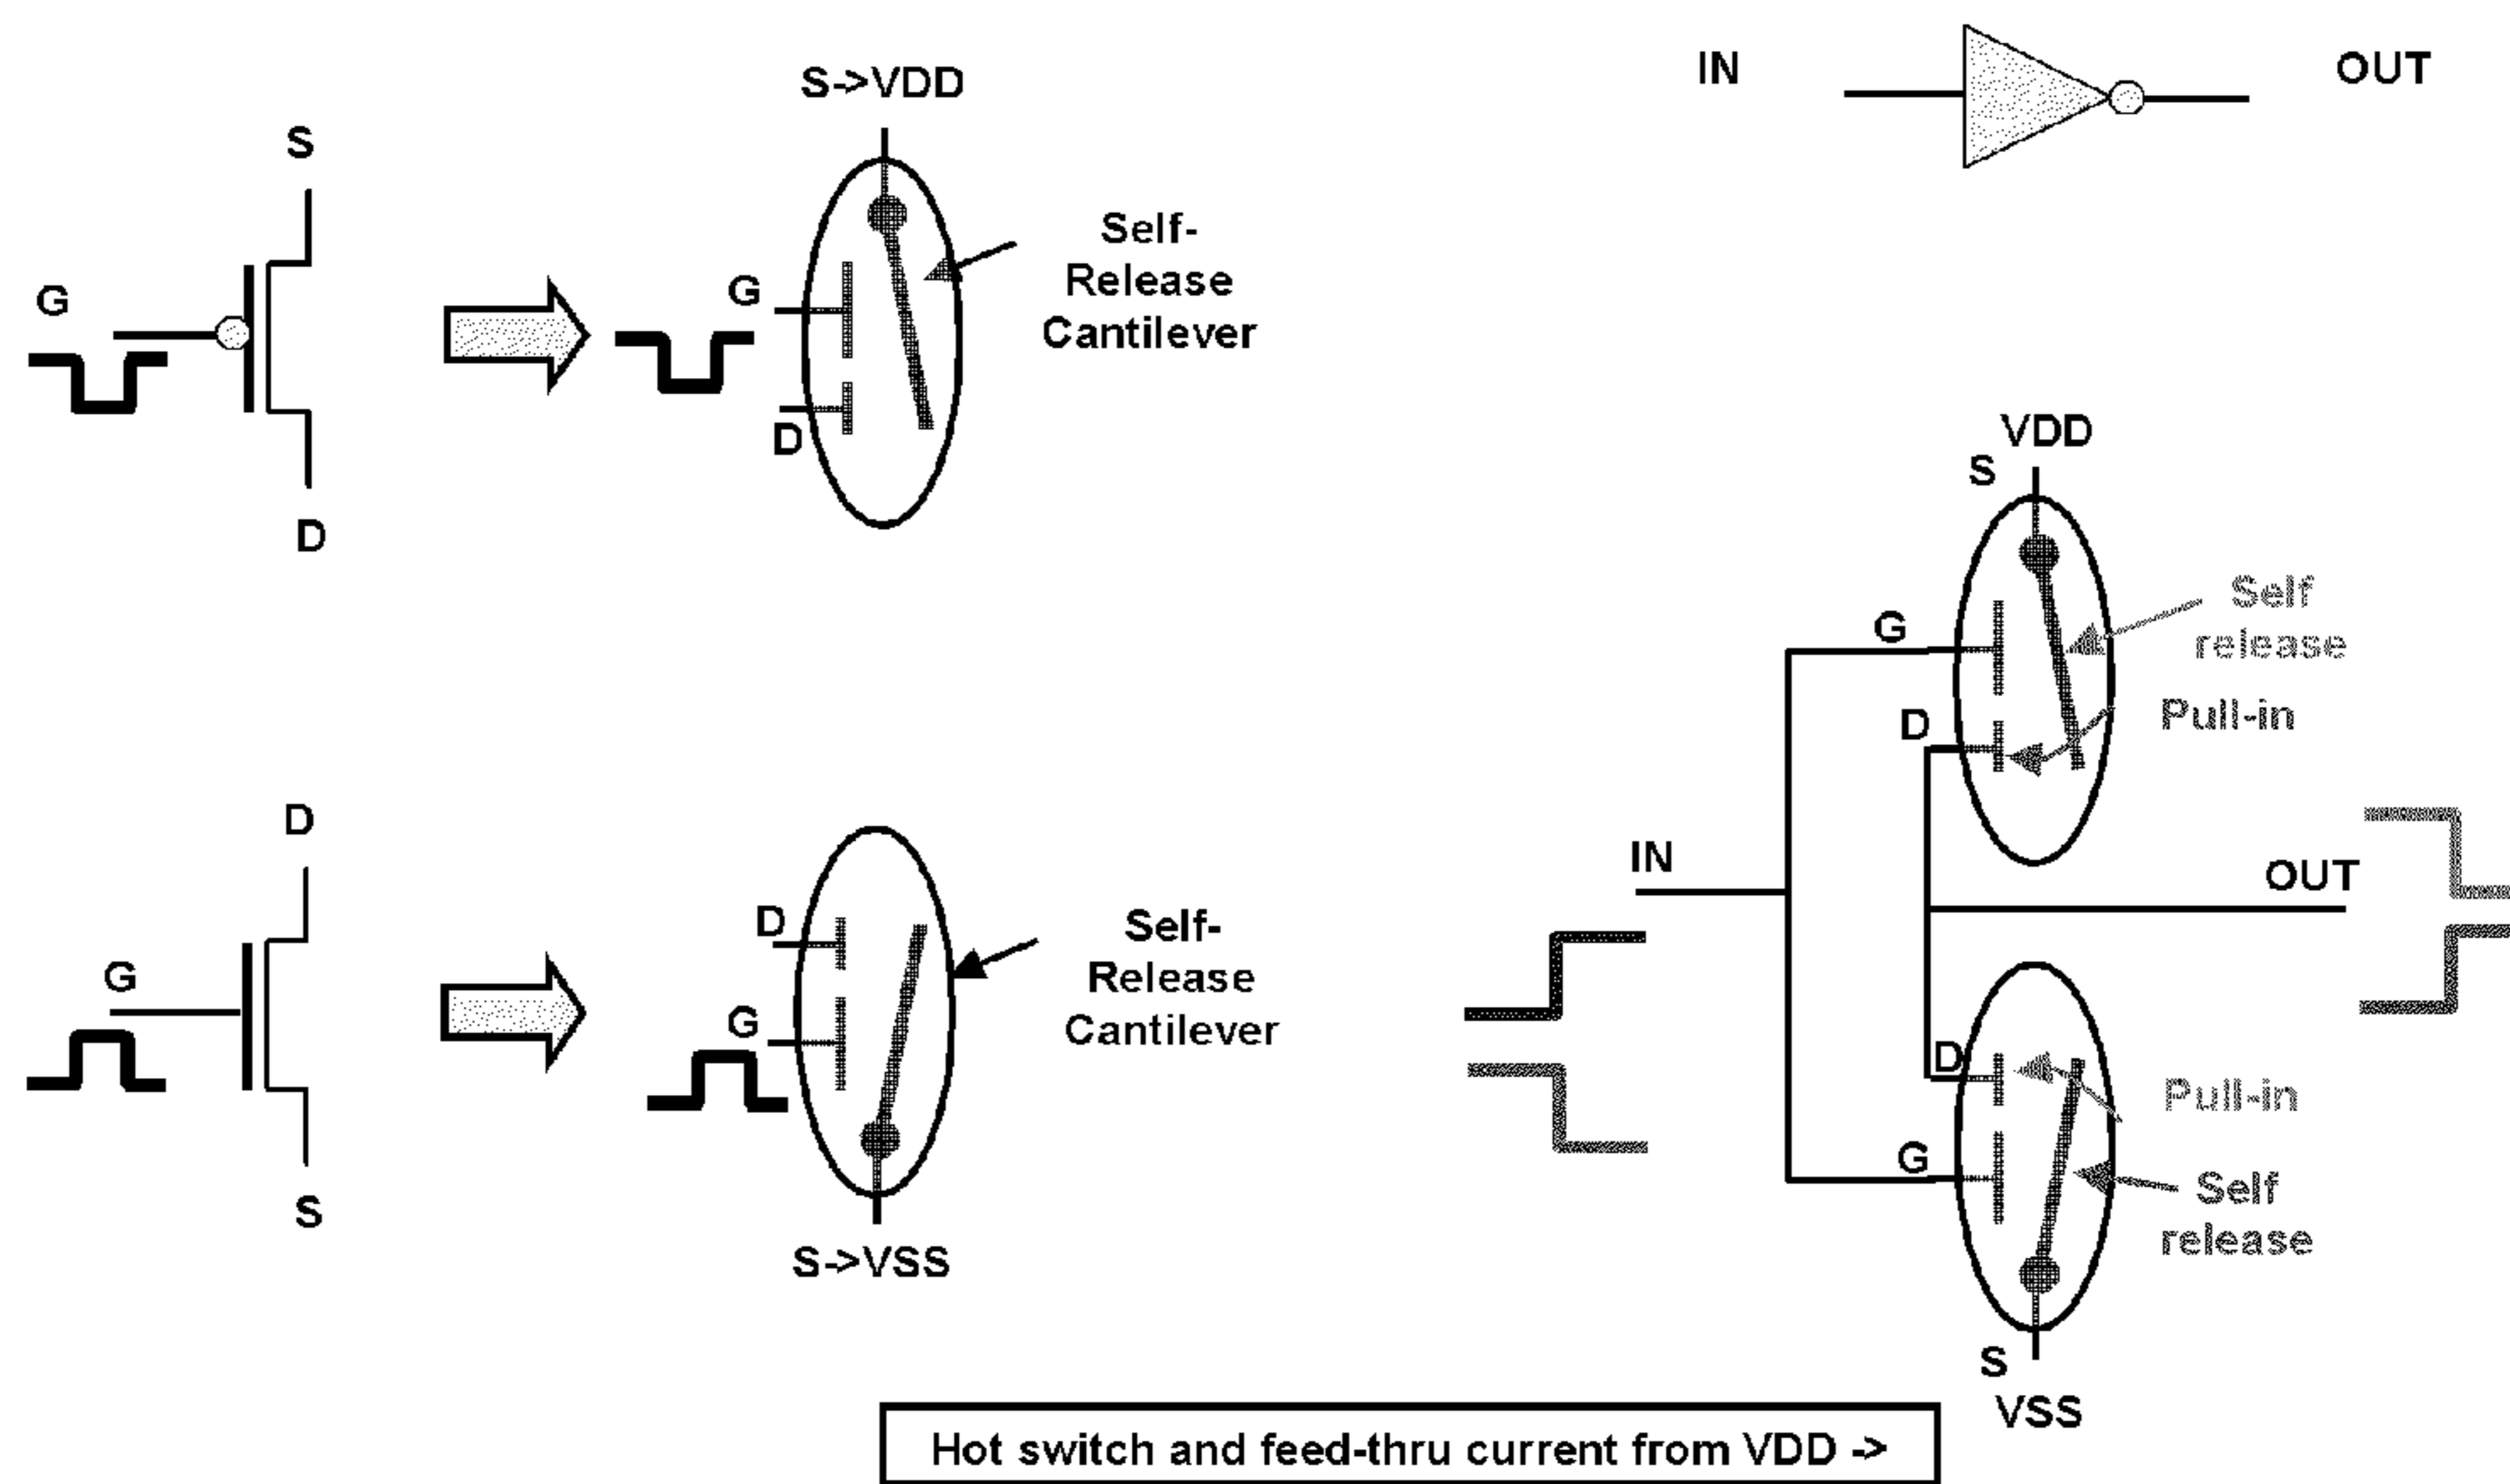 S
G
D
S->VDD
G
D
Self-
Release
Cantilever
D
G
S
D
G
S->VSS
Self-
Release
Cantilever
IN
OUT
VDD
S
G
D
Self
release
Pull-in
IN
OUT
D
G
Pull-in
Self
release
S
VSS
Hot switch and feed-thru current from VDD ->